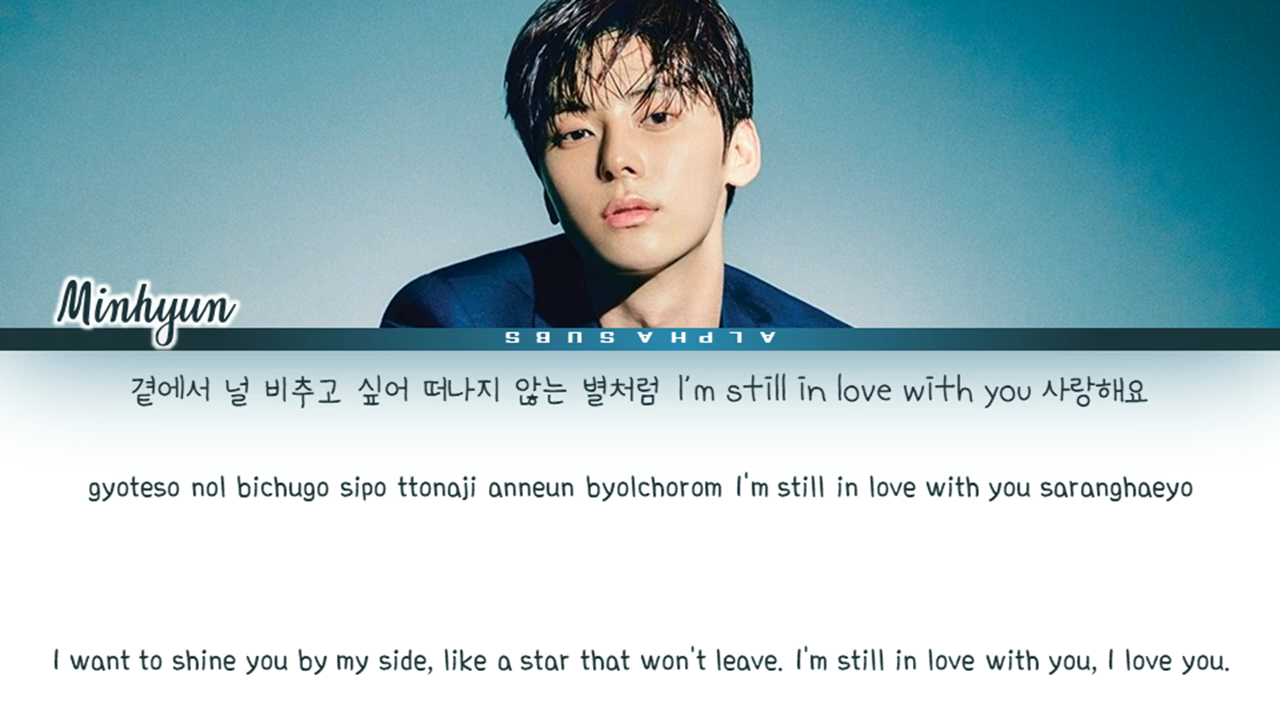 Minhyun
ALPHA SUBS
곁에서 널 비추고 싶어 떠나지 않는 별처럼 I'm still in love with you 사랑해요
gyoteso nol bichugo sipo ttonaji anneun byolchorom I'm still in love with you saranghaeyo
I want to shine you by my side, like a star that won't leave. I'm still in love with you, I love you.